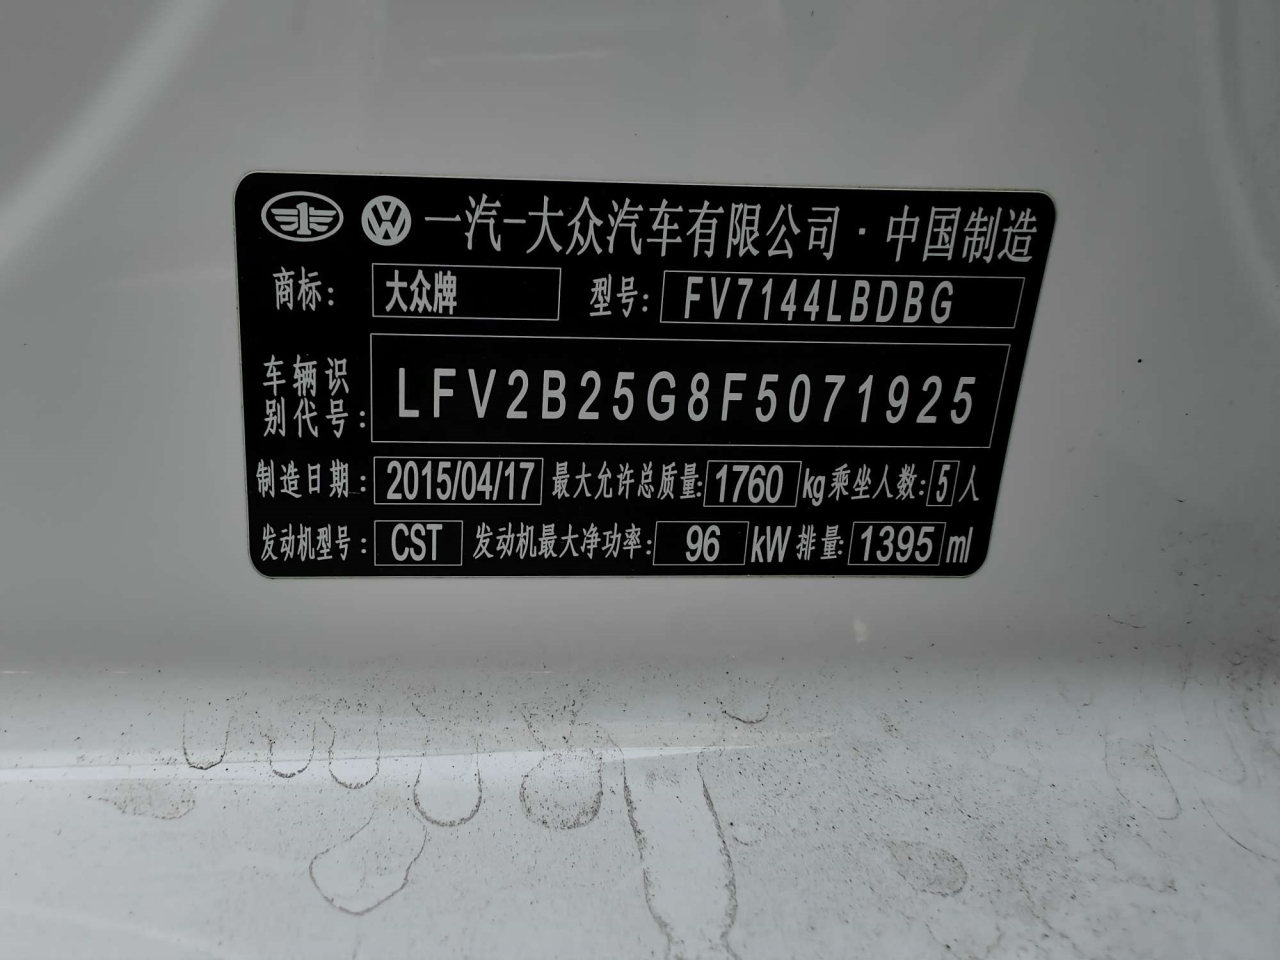 一汽-大众汽车有限公司·中国制造
商标: 大众牌 型号: FV7144LBDBG
车辆识
别代号: LFV2B25G8F5071925
制造日期: 2015/04/17 最大允许总质量: 1760 kg 乘坐人数: 5 人
发动机型号: CST 发动机最大净功率: 96 kW 排量: 1395 ml